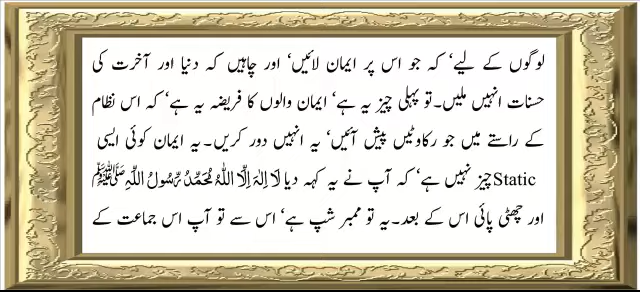 لوگوں کے لیے‘ کہ جو اس پر ایمان لائیں‘ اور چاہیں کہ دنیا اور آخرت کی
حسنات انہیں ملیں۔تو پہلی چیز یہ ہے‘ ایمان والوں کا فریضہ یہ ہے‘ کہ اس نظام
کے راستے میں جو رکاوٹیں پیش آئیں‘ یہ انہیں دور کریں۔یہ ایمان کوئی ایسی
Staticچیز نہیں ہے‘ کہ آپ نے یہ کہہ دیا لَا اِلٰهَ اِلَّا اللّٰهُ مُحَمَّدٌ رَّسُولُ اللّٰہِ ﷺ
اور چھٹی پائی اس کے بعد۔یہ تو ممبر شپ ہے‘ اس سے تو آپ اس جماعت کے